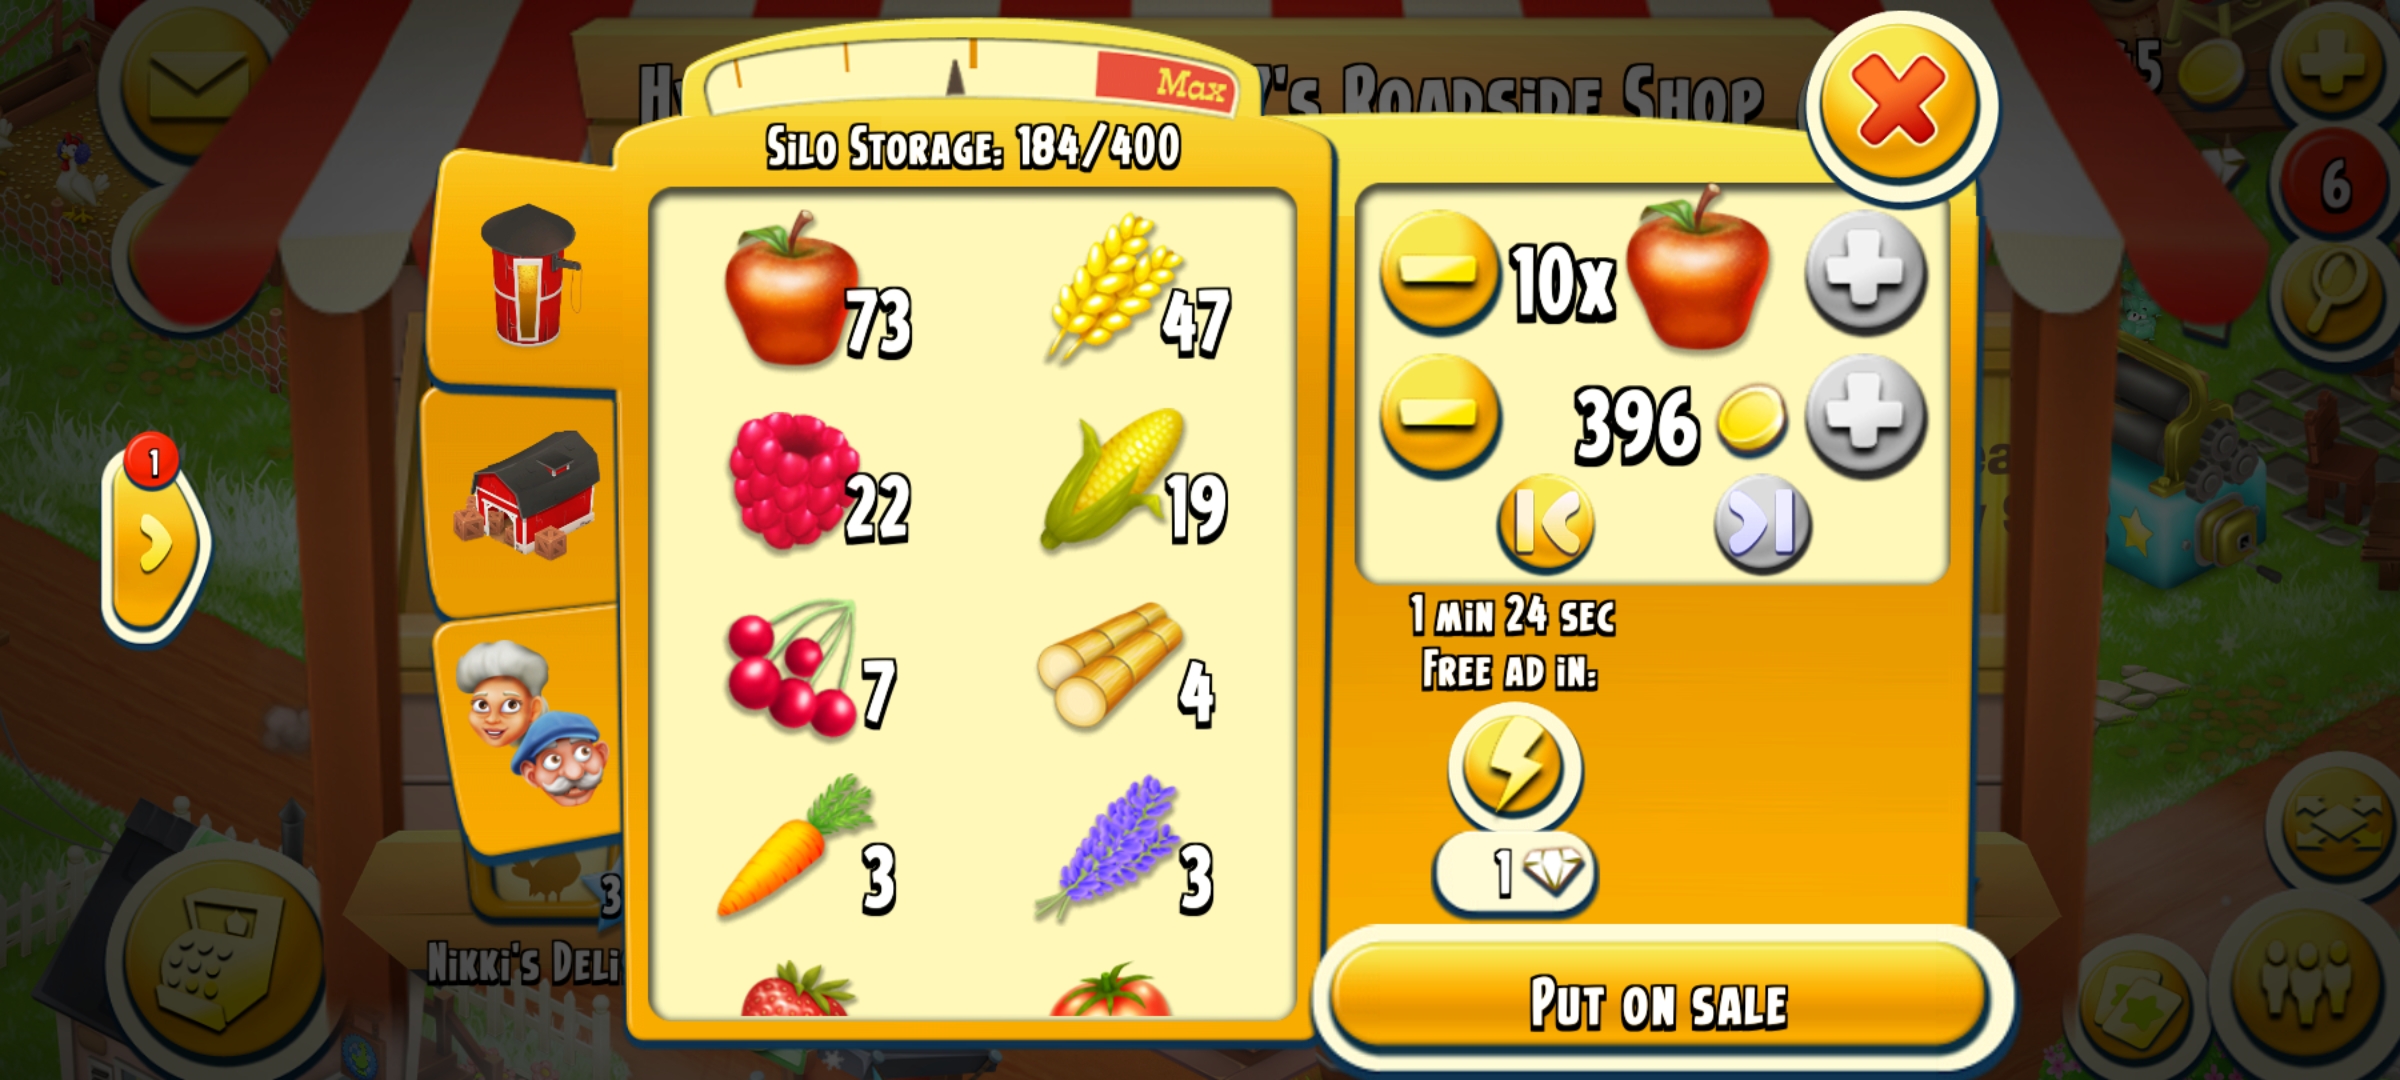 Max
'S ROADSIDE SHOP
SILO STORAGE: 184/400
73
47
10x
6
22
19
396
1
7
4
1 MIN 24 SEC
FREE AD IN:
3
3
1
3
NIKKI'S
PUT ON SALE